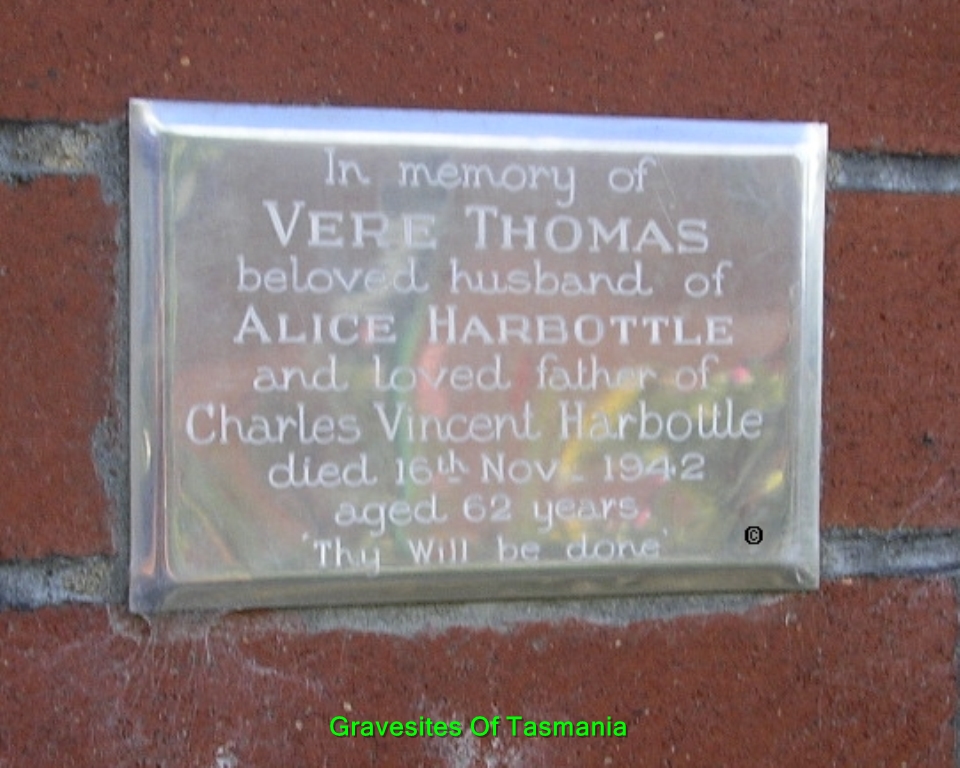 In memory of
VERE THOMAS
beloved husband of
ALICE HARBOTTLE
and loved father of
Charles Vincent Harbottle
died 16th Nov. 1942
aged 62 years.
'Thy Will be done'
©
Gravesites Of Tasmania